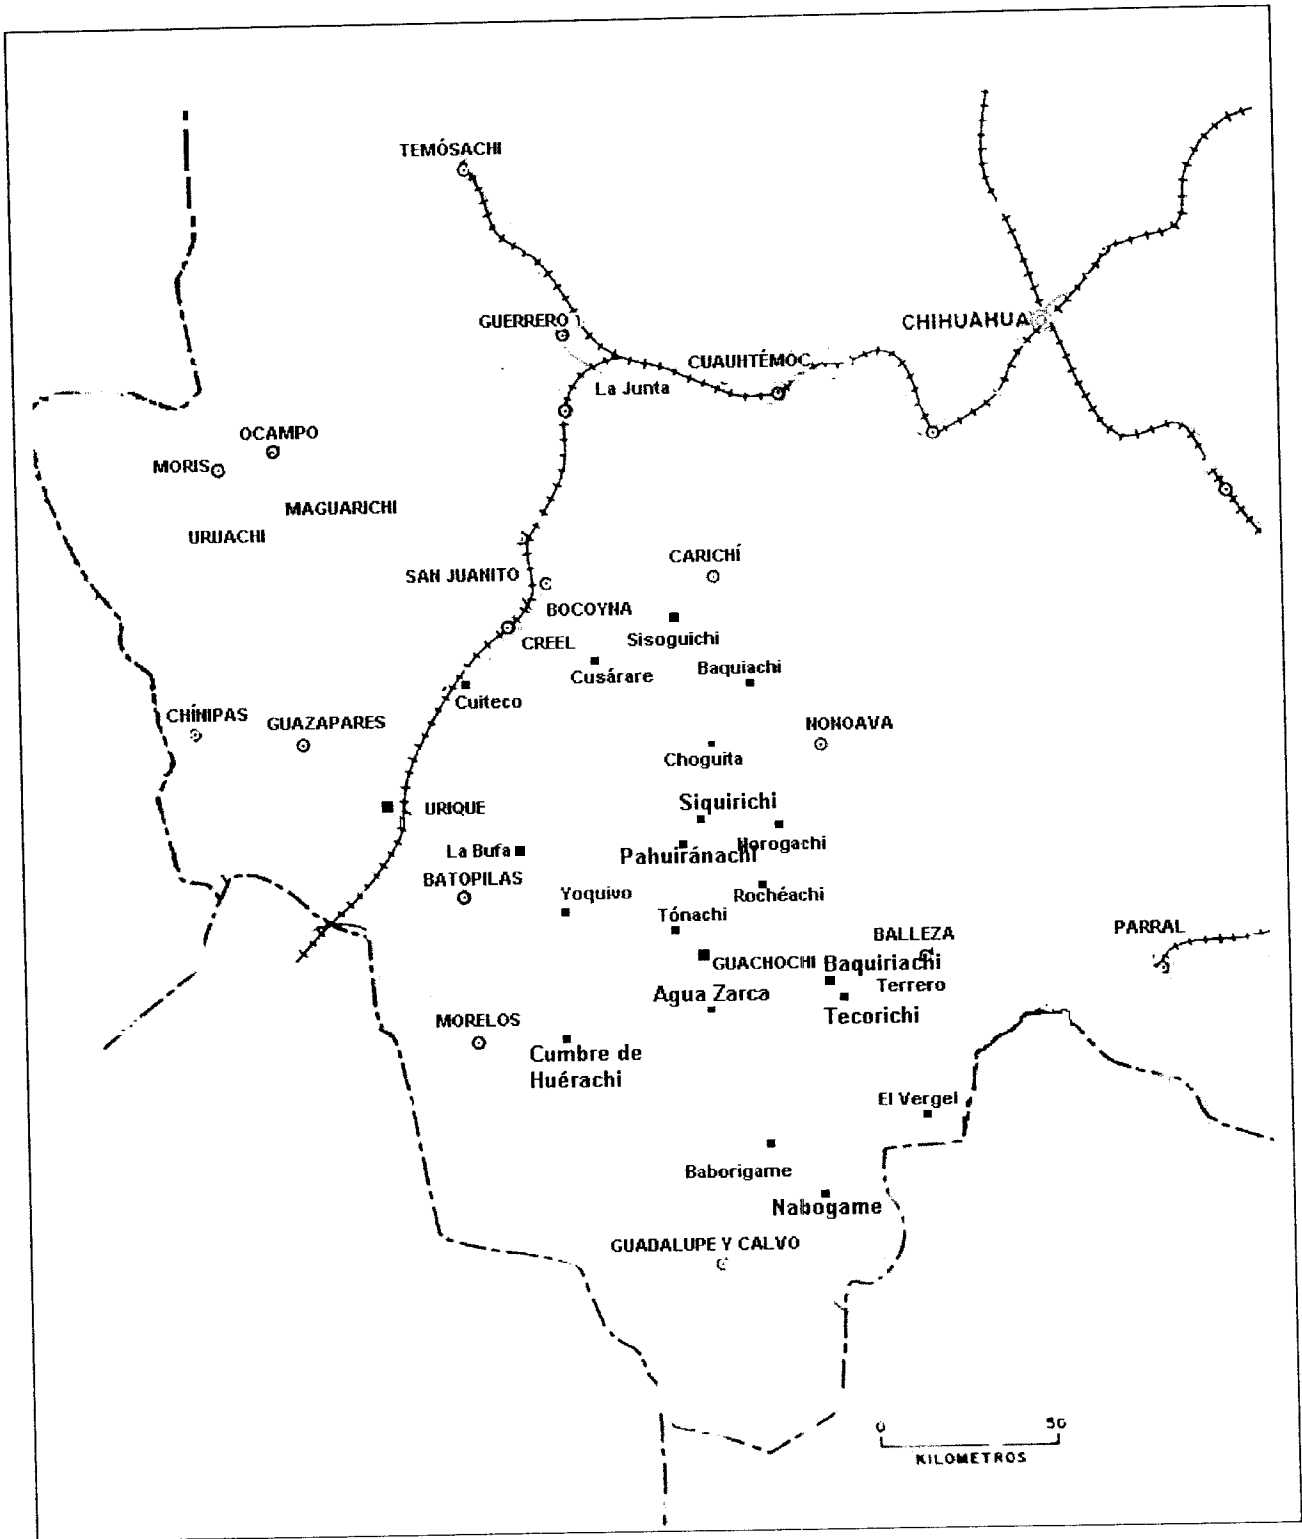 TEMÓSACHI
GUERRERO
CHIHUAHUA
CUAUHTÉMOC
La Junta
OCAMPO
MORIS
MAGUARICHI
URUACHI
CARICHÍ
SAN JUANITO
BOCOYNA
CREEL
Sisoguichi
Cusárare
Baquiachi
Cuiteco
CHÍNIPAS
GUAZAPARES
NONOAVA
Choguita
Siquirichi
URIQUE
Norogachi
La Bufa
Pahuiránachi
BATOPILAS
Yoquivo
Rochéachi
Tónachi
BALLEZA
PARRAL
GUACHOCHI
Baquiriachi
Terrero
Agua Zarca
Tecorichi
MORELOS
Cumbre de
Huérachi
El Vergel
Baborigame
Nabogame
GUADALUPE Y CALVO
0 50
KILOMETROS